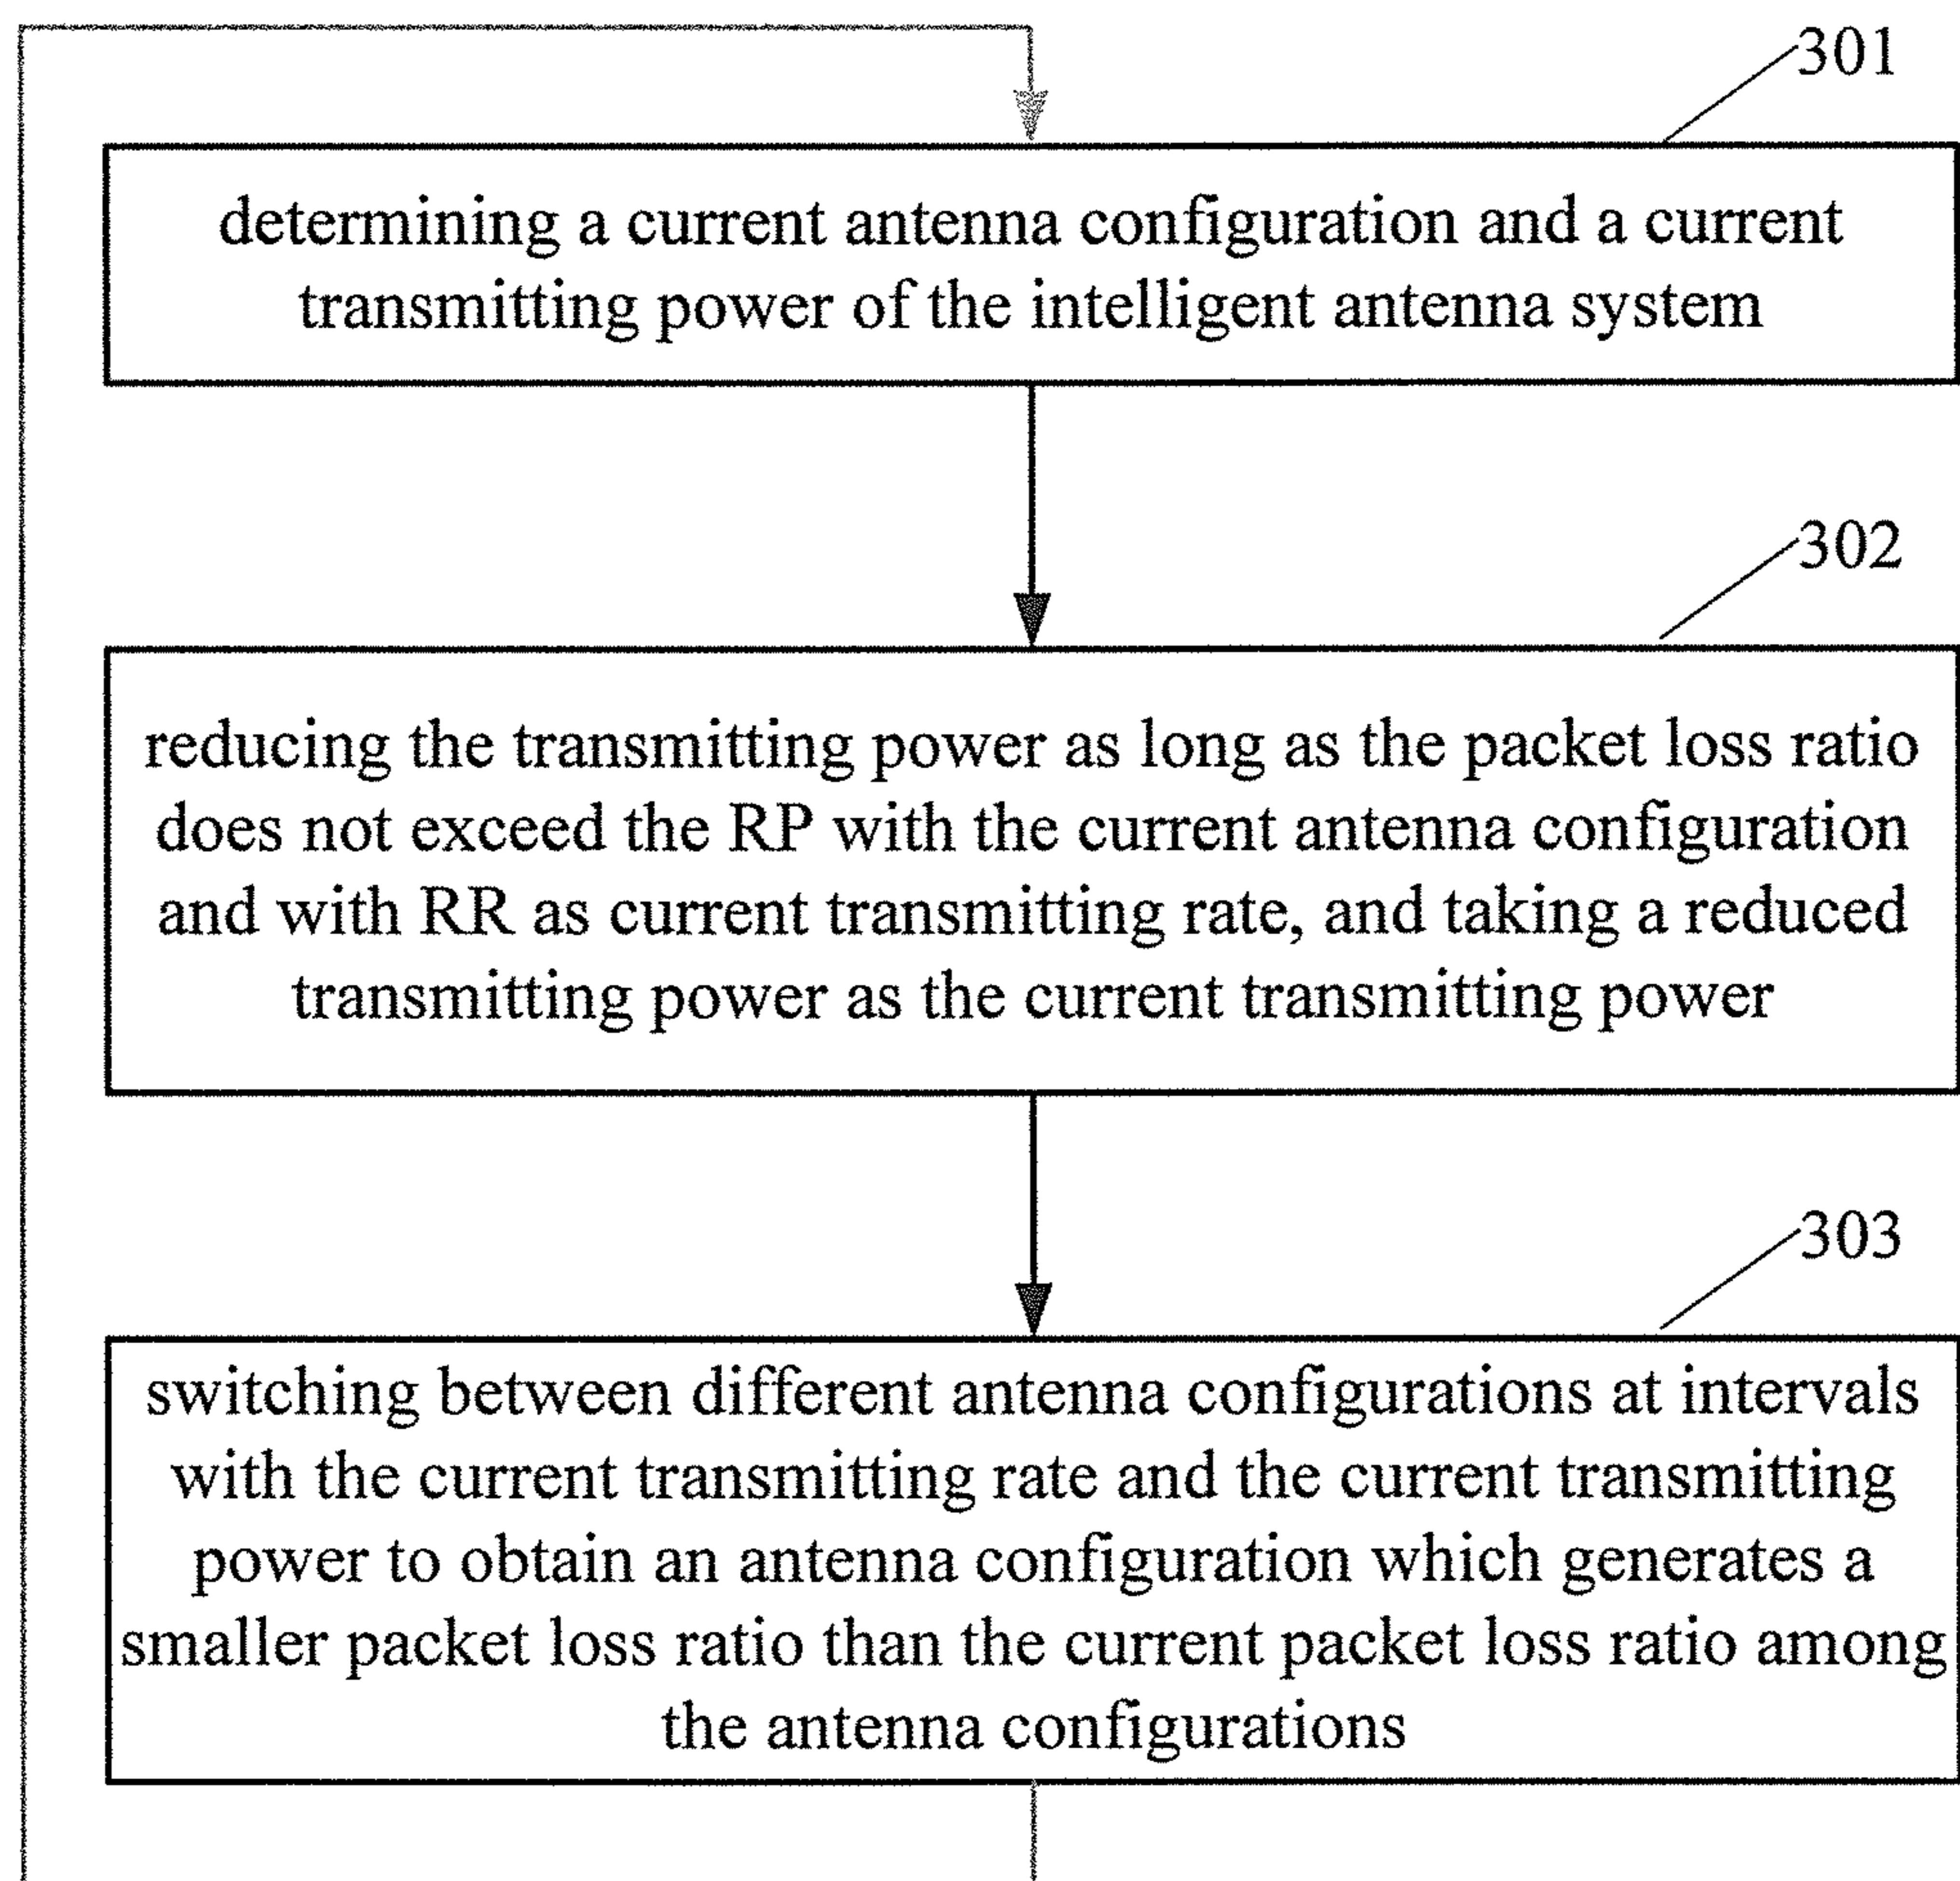 301
determining a current antenna configuration and a current
transmitting power of the intelligent antenna system
302
reducing the transmitting power as long as the packet loss ratio
does not exceed the RP with the current antenna configuration
and with RR as current transmitting rate, and taking a reduced
transmitting power as the current transmitting power
303
switching between different antenna configurations at intervals
with the current transmitting rate and the current transmitting
power to obtain an antenna configuration which generates a
smaller packet loss ratio than the current packet loss ratio among
the antenna configurations